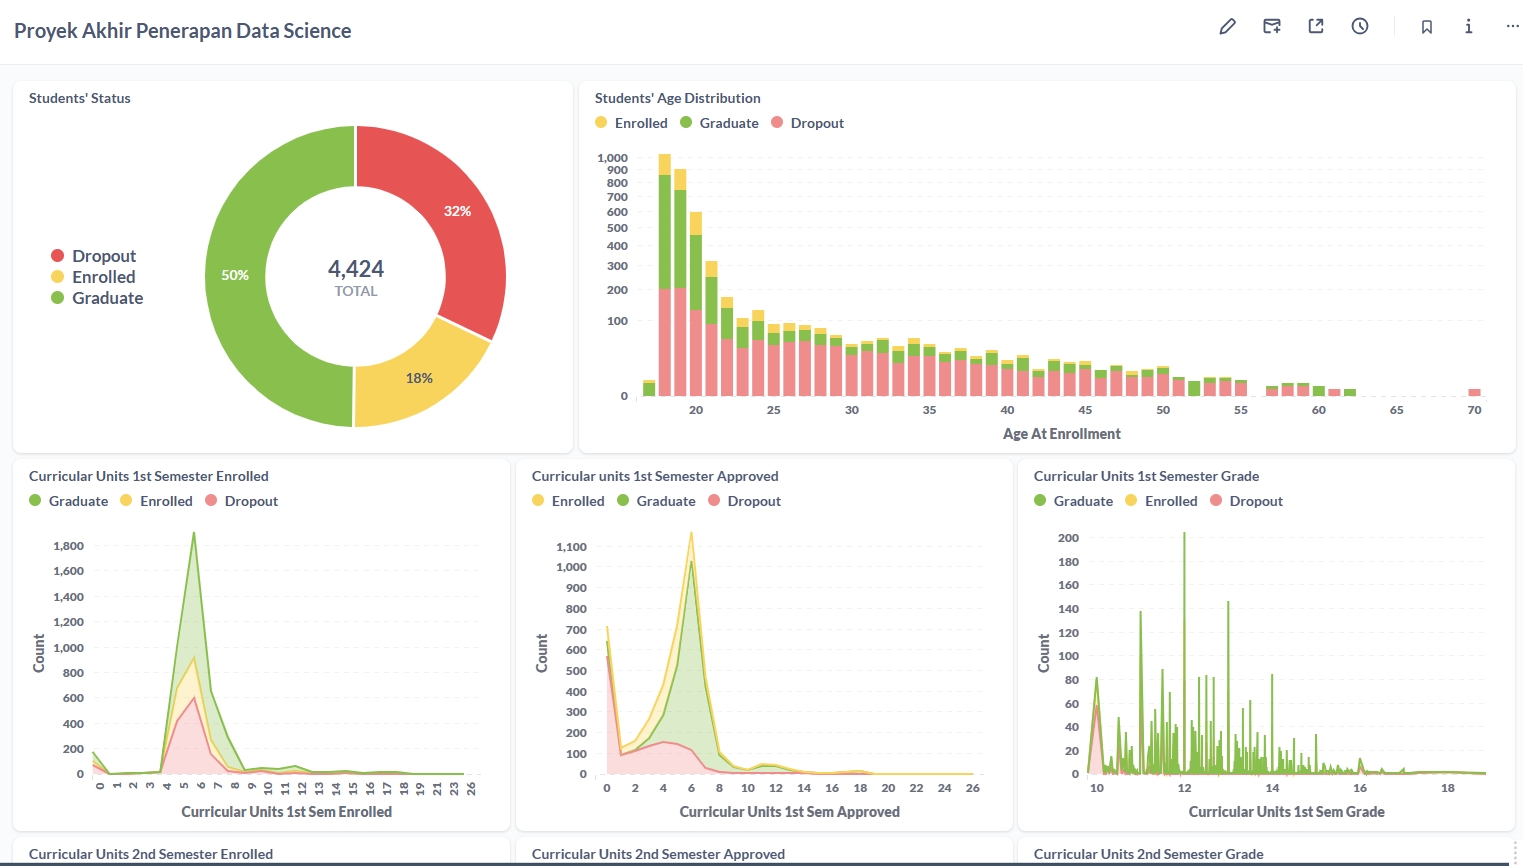 Proyek Akhir Penerapan Data Science
Students' Status
Dropout
Enrolled
Graduate
32%
50%
18%
4,424
TOTAL
Students' Age Distribution
Enrolled Graduate Dropout
1,000
900
800
700
600
500
400
300
200
100
0
20 25 30 35 40 45 50 55 60 65 70
Age At Enrollment
Curricular Units 1st Semester Enrolled
Graduate Enrolled Dropout
Count
1,800
1,600
1,400
1,200
1,000
800
600
400
200
0
0 1 2 3 4 5 6 7 8 9 10 11 12 13 14 15 16 17 18 19 21 23 26
Curricular Units 1st Sem Enrolled
Curricular units 1st Semester Approved
Enrolled Graduate Dropout
Count
1,100
1,000
900
800
700
600
500
400
300
200
100
0
0 2 4 6 8 10 12 14 16 18 20 22 24 26
Curricular Units 1st Sem Approved
Curricular Units 1st Semester Grade
Graduate Enrolled Dropout
Count
200
180
160
140
120
100
80
60
40
20
0
10 12 14 16 18
Curricular Units 1st Sem Grade
Curricular Units 2nd Semester Enrolled
Curricular Units 2nd Semester Approved
Curricular Units 2nd Semester Grade